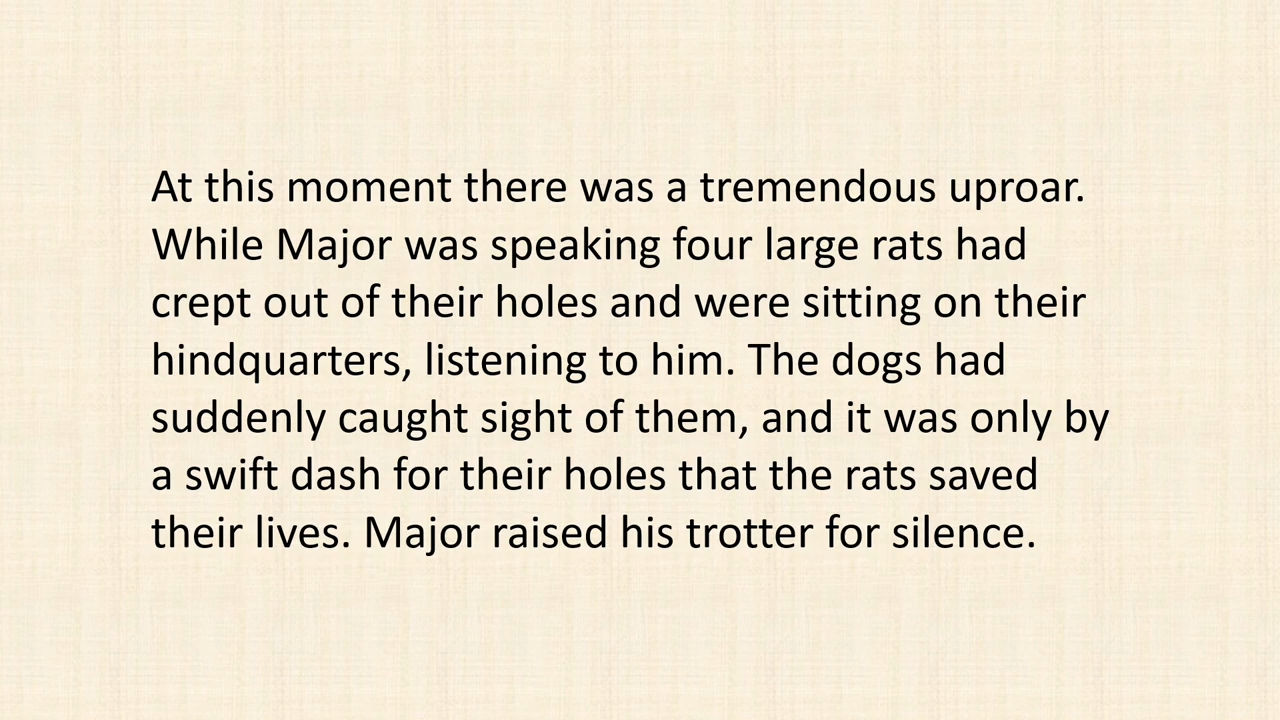 At this moment there was a tremendous uproar.
While Major was speaking four large rats had
crept out of their holes and were sitting on their
hindquarters, listening to him. The dogs had
suddenly caught sight of them, and it was only by
a swift dash for their holes that the rats saved
their lives. Major raised his trotter for silence.